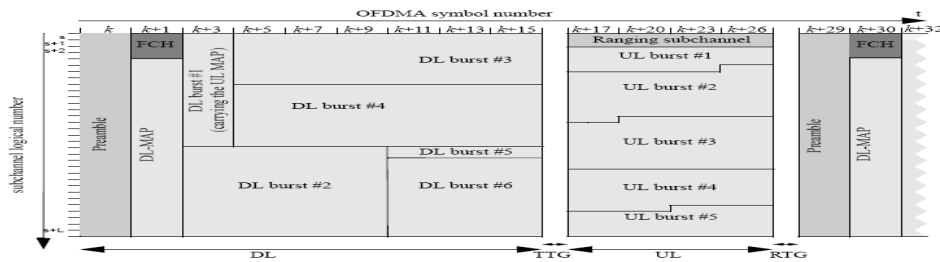 OFDMA symbol number t
k k+1 k+3 k+5 k+7 k+9 k+11 k+13 k+15 k+17 k+20 k+23 k+26 k+29 k+30 k+32
s
s+1
s+2
s+L
subchannel logical number
Preamble
FCH
DL-MAP
DL burst #1
(carrying the UL MAP)
DL burst #3
DL burst #4
DL burst #2
DL burst #5
DL burst #6
Ranging subchannel
UL burst #1
UL burst #2
UL burst #3
UL burst #4
UL burst #5
Preamble
FCH
DL-MAP
DL TTG UL RTG